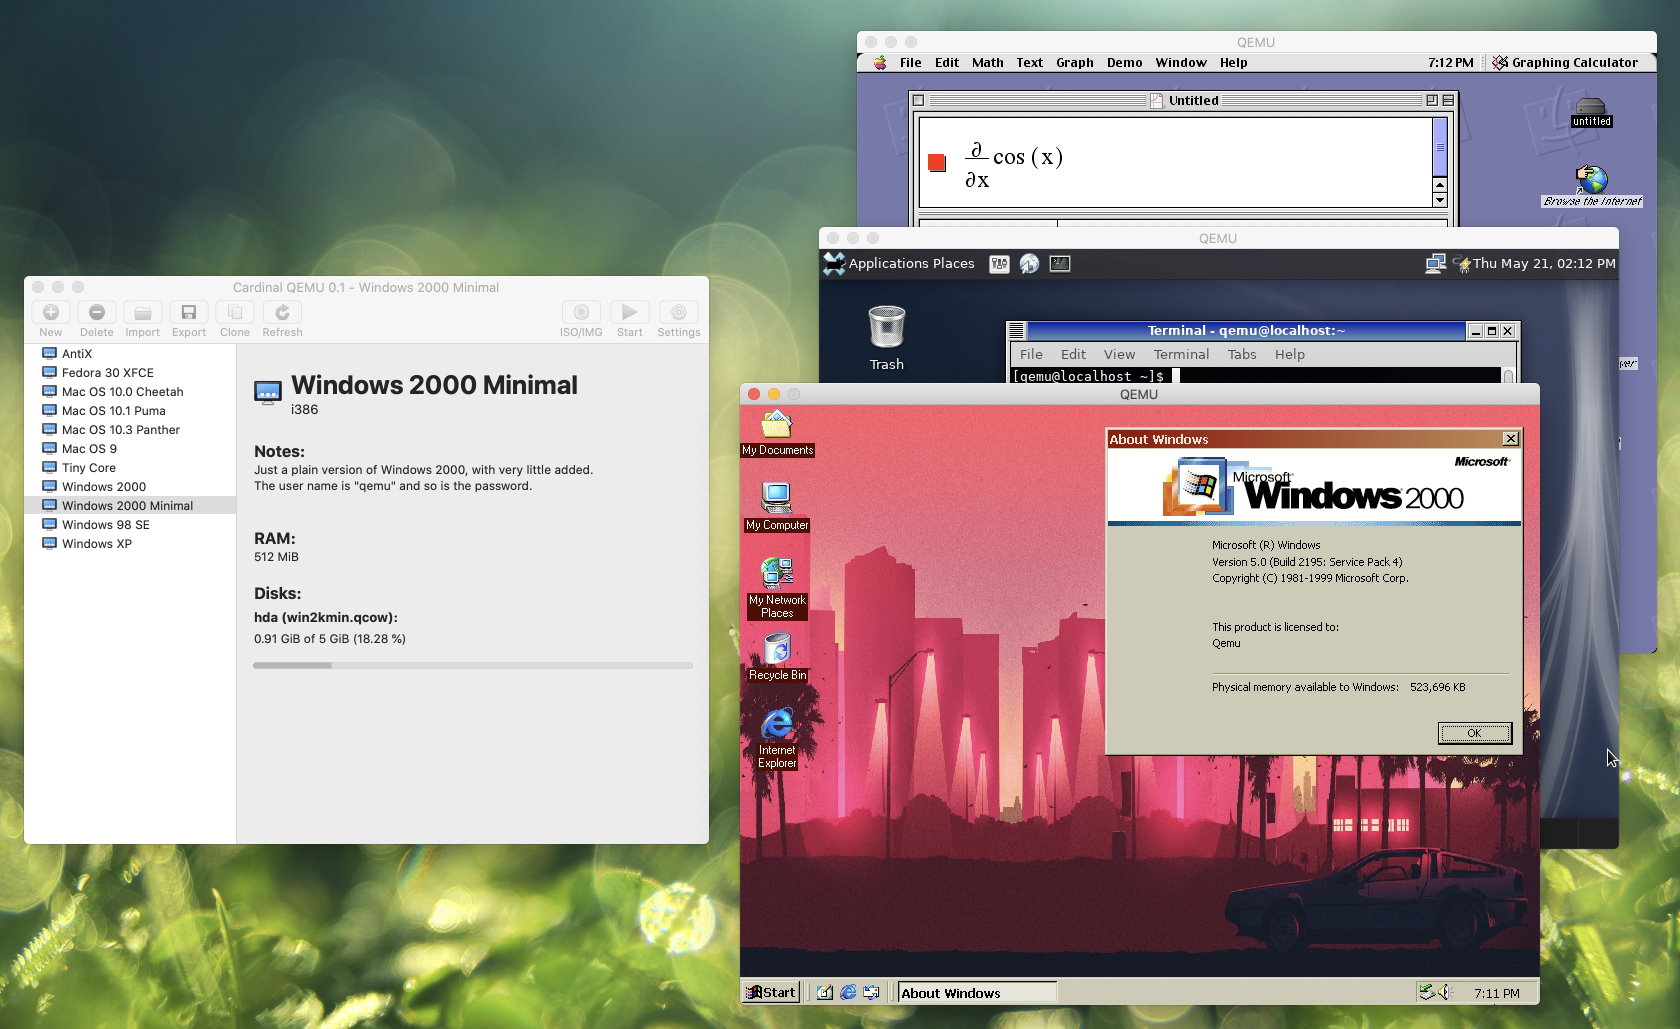 QEMU
File Edit Math Text Graph Demo Window Help 7:12 PM Graphing Calculator
Untitled
∂
cos (x)
∂x
untitled
Browse the Internet
QEMU
Applications Places Thu May 21, 02:12 PM
Trash
Terminal - qemu@localhost:~
File Edit View Terminal Tabs Help
[qemu@localhost ~]$
Cardinal QEMU 0.1 - Windows 2000 Minimal
New Delete Import Export Clone Refresh ISO/IMG Start Settings
AntiX
Fedora 30 XFCE
Mac OS 10.0 Cheetah
Mac OS 10.1 Puma
Mac OS 10.3 Panther
Mac OS 9
Tiny Core
Windows 2000
Windows 2000 Minimal
Windows 98 SE
Windows XP
Windows 2000 Minimal
i386
Notes:
Just a plain version of Windows 2000, with very little added.
The user name is "qemu" and so is the password.
RAM:
512 MiB
Disks:
hda (win2kmin.qcow):
0.91 GiB of 5 GiB (18.28 %)
QEMU
My Documents
My Computer
My Network
Places
Recycle Bin
Internet
Explorer
About Windows
Microsoft
Microsoft
Windows 2000
Microsoft (R) Windows
Version 5.0 (Build 2195: Service Pack 4)
Copyright (C) 1981-1999 Microsoft Corp.
This product is licensed to:
Qemu
Physical memory available to Windows: 523,696 KB
OK
Start About Windows 7:11 PM